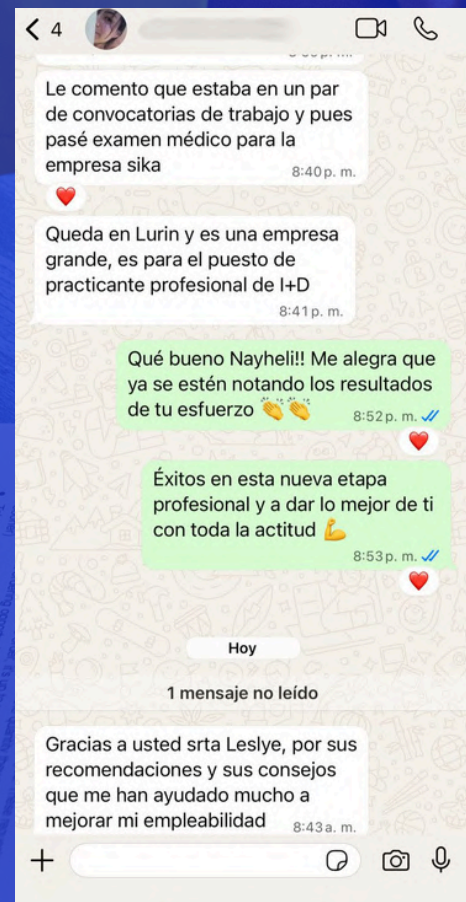 4
Le comento que estaba en un par
de convocatorias de trabajo y pues
pasé examen médico para la
empresa sika
8:40 p. m.
Queda en Lurin y es una empresa
grande, es para el puesto de
practicante profesional de I+D
8:41 p. m.
Qué bueno Nayheli!! Me alegra que
ya se estén notando los resultados
de tu esfuerzo 👏👏
8:52 p. m.
Éxitos en esta nueva etapa
profesional y a dar lo mejor de ti
con toda la actitud 💪
8:53 p. m.
Hoy
1 mensaje no leído
Gracias a usted srta Leslye, por sus
recomendaciones y sus consejos
que me han ayudado mucho a
mejorar mi empleabilidad
8:43 a. m.